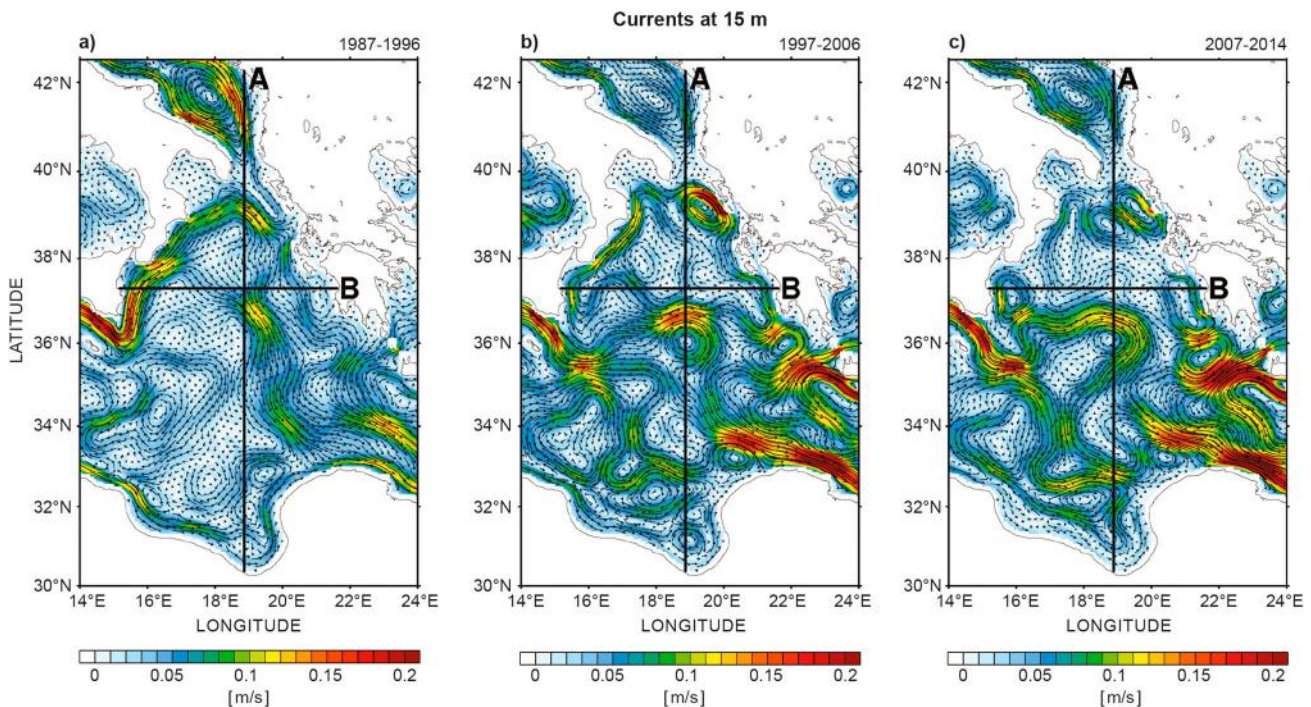 Currents at 15 m
a) 1987-1996
b) 1997-2006
c) 2007-2014
A A A
B B B
LATITUDE
42°N 42°N 42°N
40°N 40°N 40°N
38°N 38°N 38°N
36°N 36°N 36°N
34°N 34°N 34°N
32°N 32°N 32°N
30°N 30°N 30°N
14°E 16°E 18°E 20°E 22°E 24°E 14°E 16°E 18°E 20°E 22°E 24°E 14°E 16°E 18°E 20°E 22°E 24°E
LONGITUDE LONGITUDE LONGITUDE
0 0.05 0.1 0.15 0.2 0 0.05 0.1 0.15 0.2 0 0.05 0.1 0.15 0.2
[m/s] [m/s] [m/s]